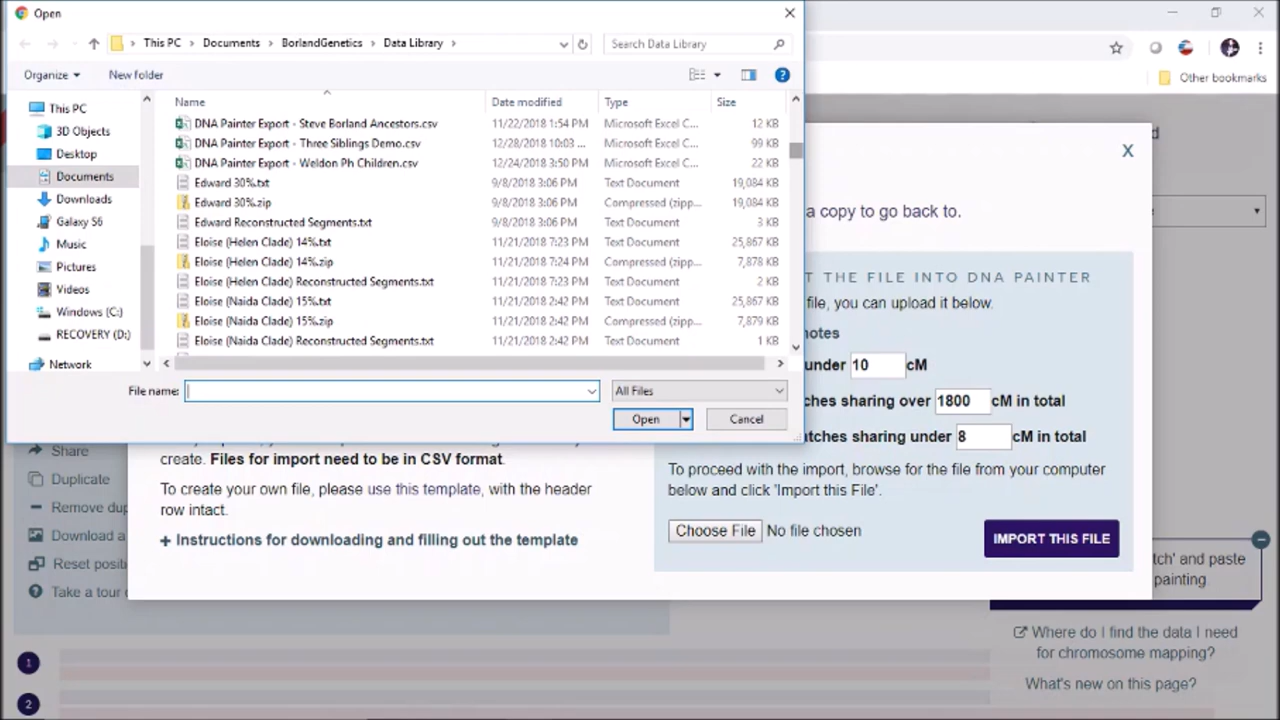 Open
This PC > Documents > BorlandGenetics > Data Library >
Search Data Library
Other bookmarks
Organize
New folder
Name
Date modified
Type
Size
This PC
3D Objects
Desktop
Documents
Downloads
Galaxy S6
Music
Pictures
Videos
Windows (C:)
RECOVERY (D:)
Network
DNA Painter Export - Steve Borland Ancestors.csv 11/22/2018 1:54 PM Microsoft Excel C... 12 KB
DNA Painter Export - Three Siblings Demo.csv 12/28/2018 10:03 ... Microsoft Excel C... 99 KB
DNA Painter Export - Weldon Ph Children.csv 12/24/2018 3:50 PM Microsoft Excel C... 22 KB
Edward 30%.txt 9/8/2018 3:06 PM Text Document 19,084 KB
Edward 30%.zip 9/8/2018 3:06 PM Compressed (zipp... 19,084 KB
Edward Reconstructed Segments.txt 9/8/2018 3:06 PM Text Document 3 KB
Eloise (Helen Clade) 14%.txt 11/21/2018 7:23 PM Text Document 25,867 KB
Eloise (Helen Clade) 14%.zip 11/21/2018 7:24 PM Compressed (zipp... 7,878 KB
Eloise (Helen Clade) Reconstructed Segments.txt 11/21/2018 7:23 PM Text Document 2 KB
Eloise (Naida Clade) 15%.txt 11/21/2018 2:42 PM Text Document 25,867 KB
Eloise (Naida Clade) 15%.zip 11/21/2018 2:42 PM Compressed (zipp... 7,879 KB
Eloise (Naida Clade) Reconstructed Segments.txt 11/21/2018 2:42 PM Text Document 1 KB
File name:
All Files
Open
Cancel
X
a copy to go back to.
T THE FILE INTO DNA PAINTER
file, you can upload it below.
notes
under 10 cM
ches sharing over 1800 cM in total
atches sharing under 8 cM in total
To proceed with the import, browse for the file from your computer
below and click 'Import this File'.
Choose File No file chosen
IMPORT THIS FILE
create. Files for import need to be in CSV format.
To create your own file, please use this template, with the header
row intact.
+ Instructions for downloading and filling out the template
Share
Duplicate
Remove dup
Download a
Reset positi
Take a tour
tch' and paste
painting
Where do I find the data I need
for chromosome mapping?
What's new on this page?
1
2